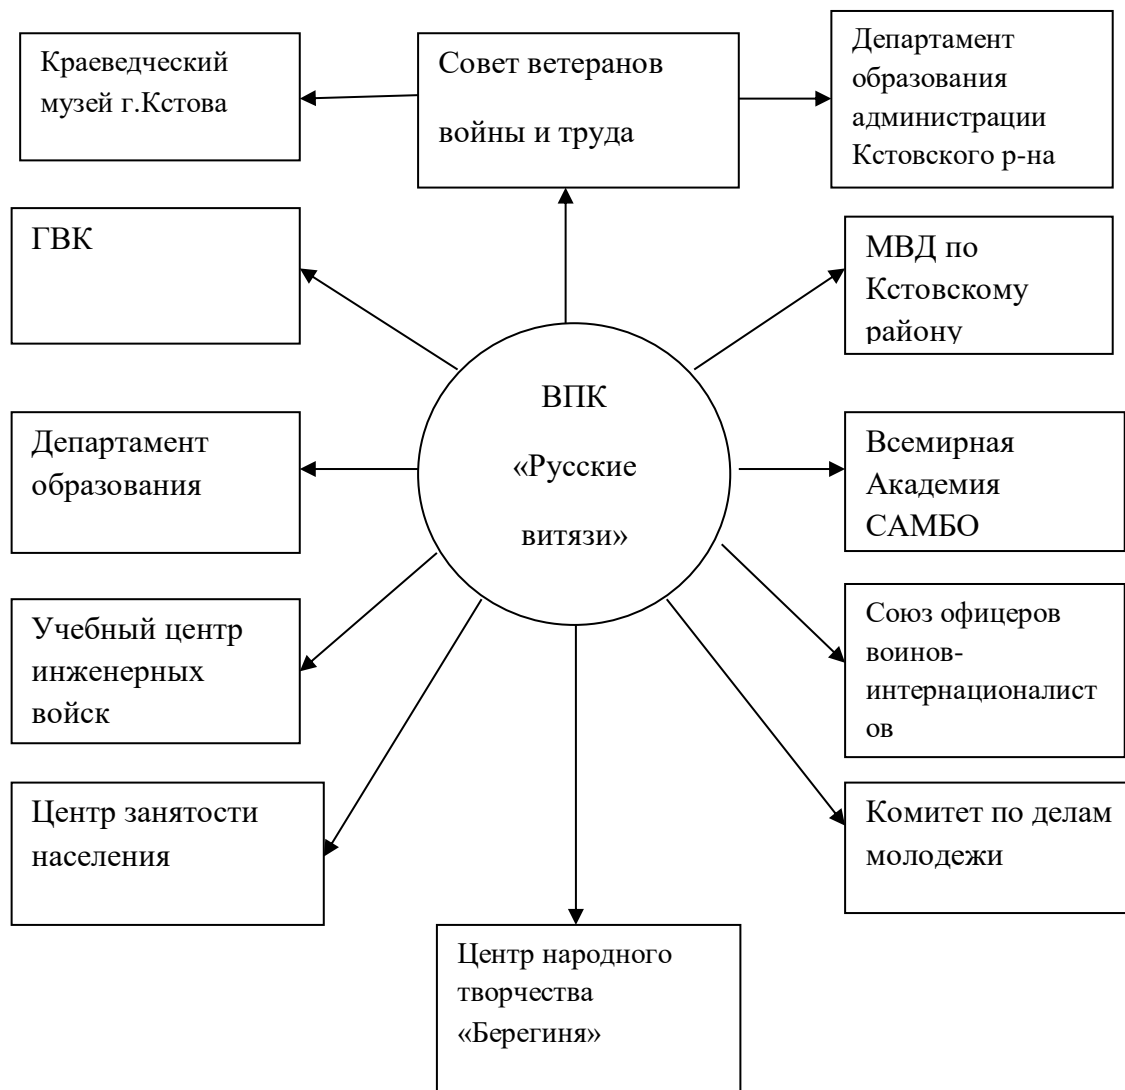 Краеведческий
музей г.Кстова
Совет ветеранов
войны и труда
Департамент
образования
администрации
Кстовского р-на
ГВК
МВД по
Кстовскому
району
ВПК
«Русские
витязи»
Департамент
образования
Всемирная
Академия
САМБО
Учебный центр
инженерных
войск
Союз офицеров
воинов-
интернационалист
ов
Центр занятости
населения
Комитет по делам
молодежи
Центр народного
творчества
«Берегиня»